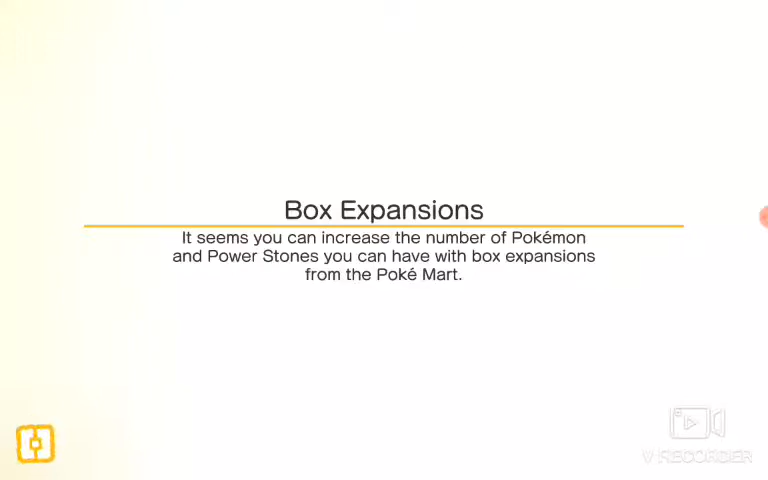 Box Expansions
It seems you can increase the number of Pokémon
and Power Stones you can have with box expansions
from the Poké Mart.
V RECORDER